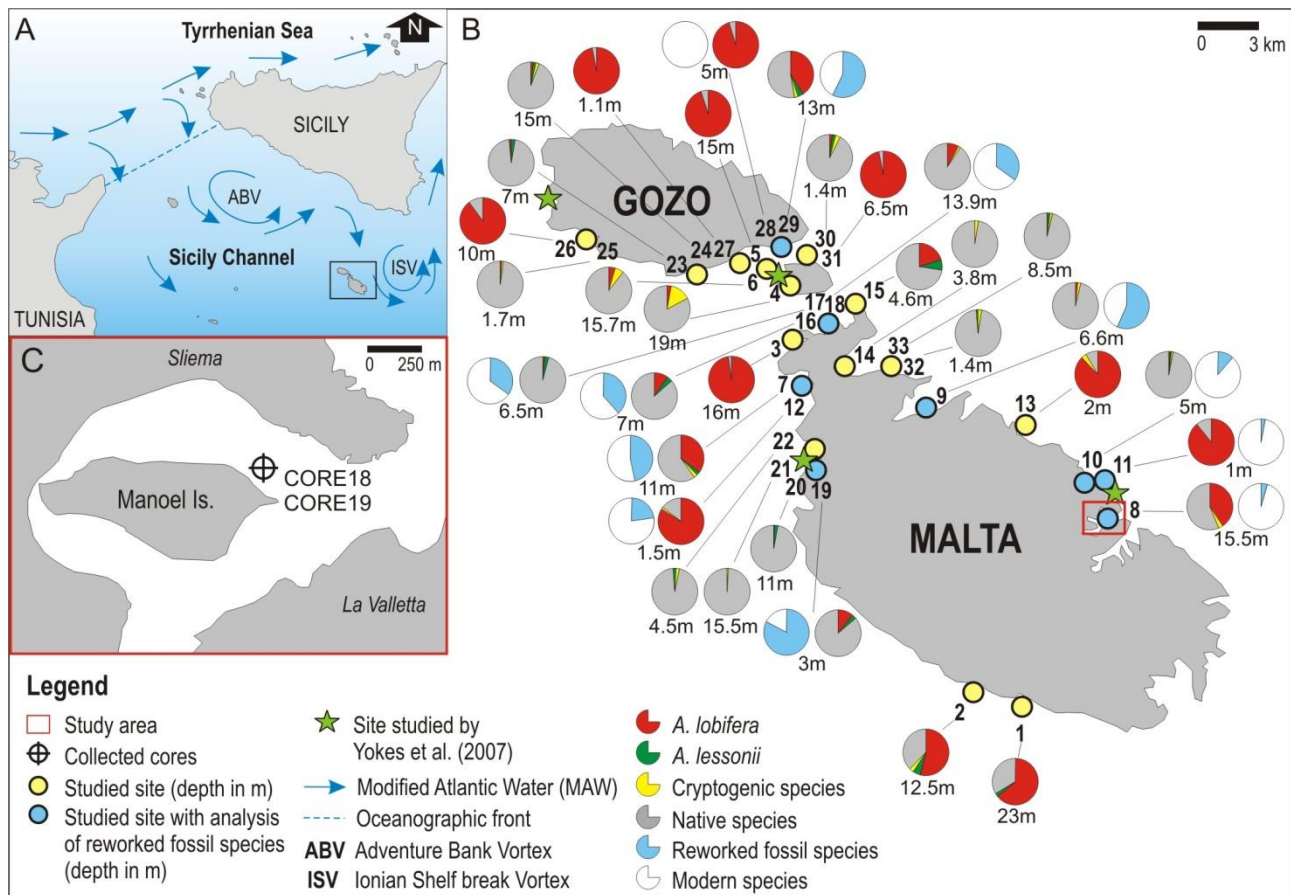 A
N
Tyrrhenian Sea
SICILY
ABV
Sicily Channel
ISV
TUNISIA
B
0 3 km
5m
13m
15m
1.1m
15m
7m
1.4m
6.5m
13.9m
10m
1.7m
15.7m
19m
4.6m
3.8m
8.5m
6.6m
1.4m
6.5m
7m
16m
2m
5m
11m
1m
1.5m
15.5m
4.5m
15.5m
11m
3m
12.5m
23m
GOZO
MALTA
28 29
30
31
24 27
5
6
26
25
23
4
17
18
15
16
3
14
33
32
7
12
9
13
22
21
20
19
10
11
8
2
1
C
Sliema
0 250 m
CORE18
CORE19
Manoel Is.
La Valletta
Legend
Study area
Collected cores
Studied site (depth in m)
Studied site with analysis
of reworked fossil species
(depth in m)
Site studied by
Yokes et al. (2007)
Modified Atlantic Water (MAW)
Oceanographic front
ABV Adventure Bank Vortex
ISV Ionian Shelf break Vortex
A. lobifera
A. lessonii
Cryptogenic species
Native species
Reworked fossil species
Modern species